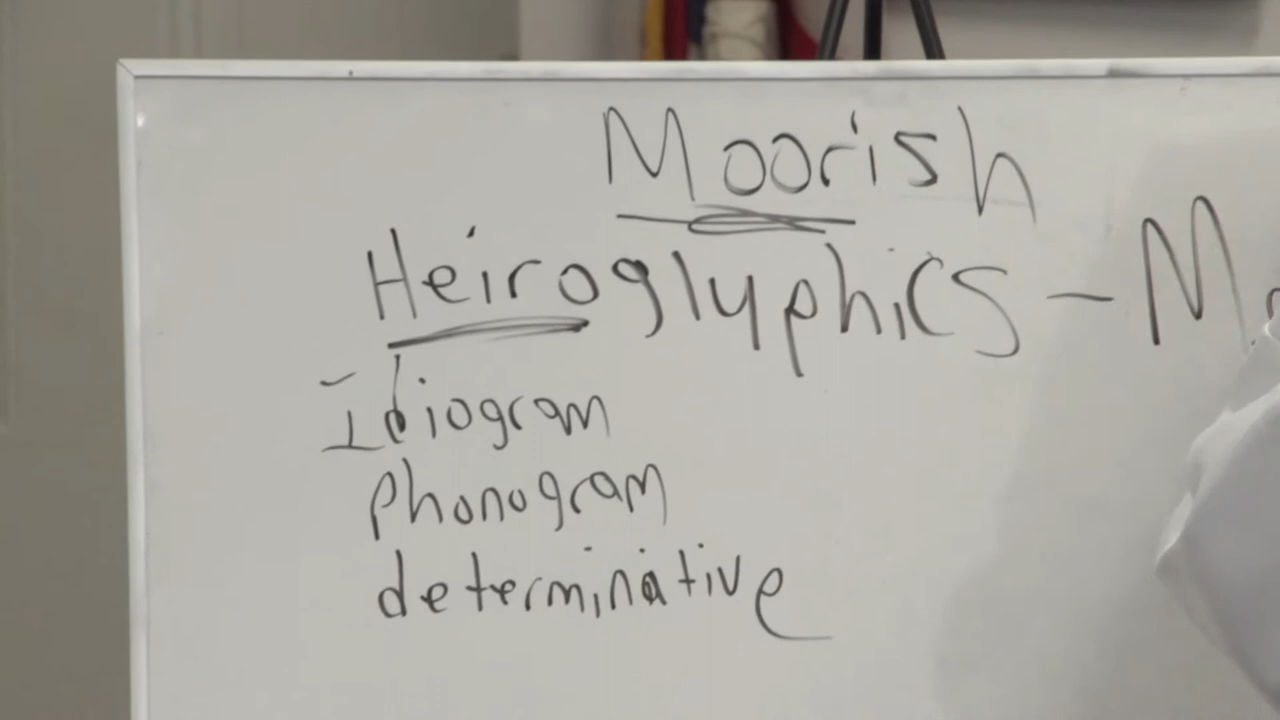 Moorish
Heiroglyphics -
Idiogram
phonogram
determinative